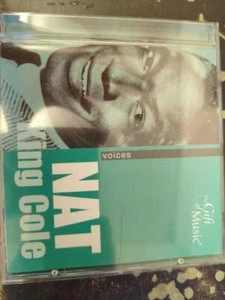 voices
NAT
King Cole
The Gift
of Music